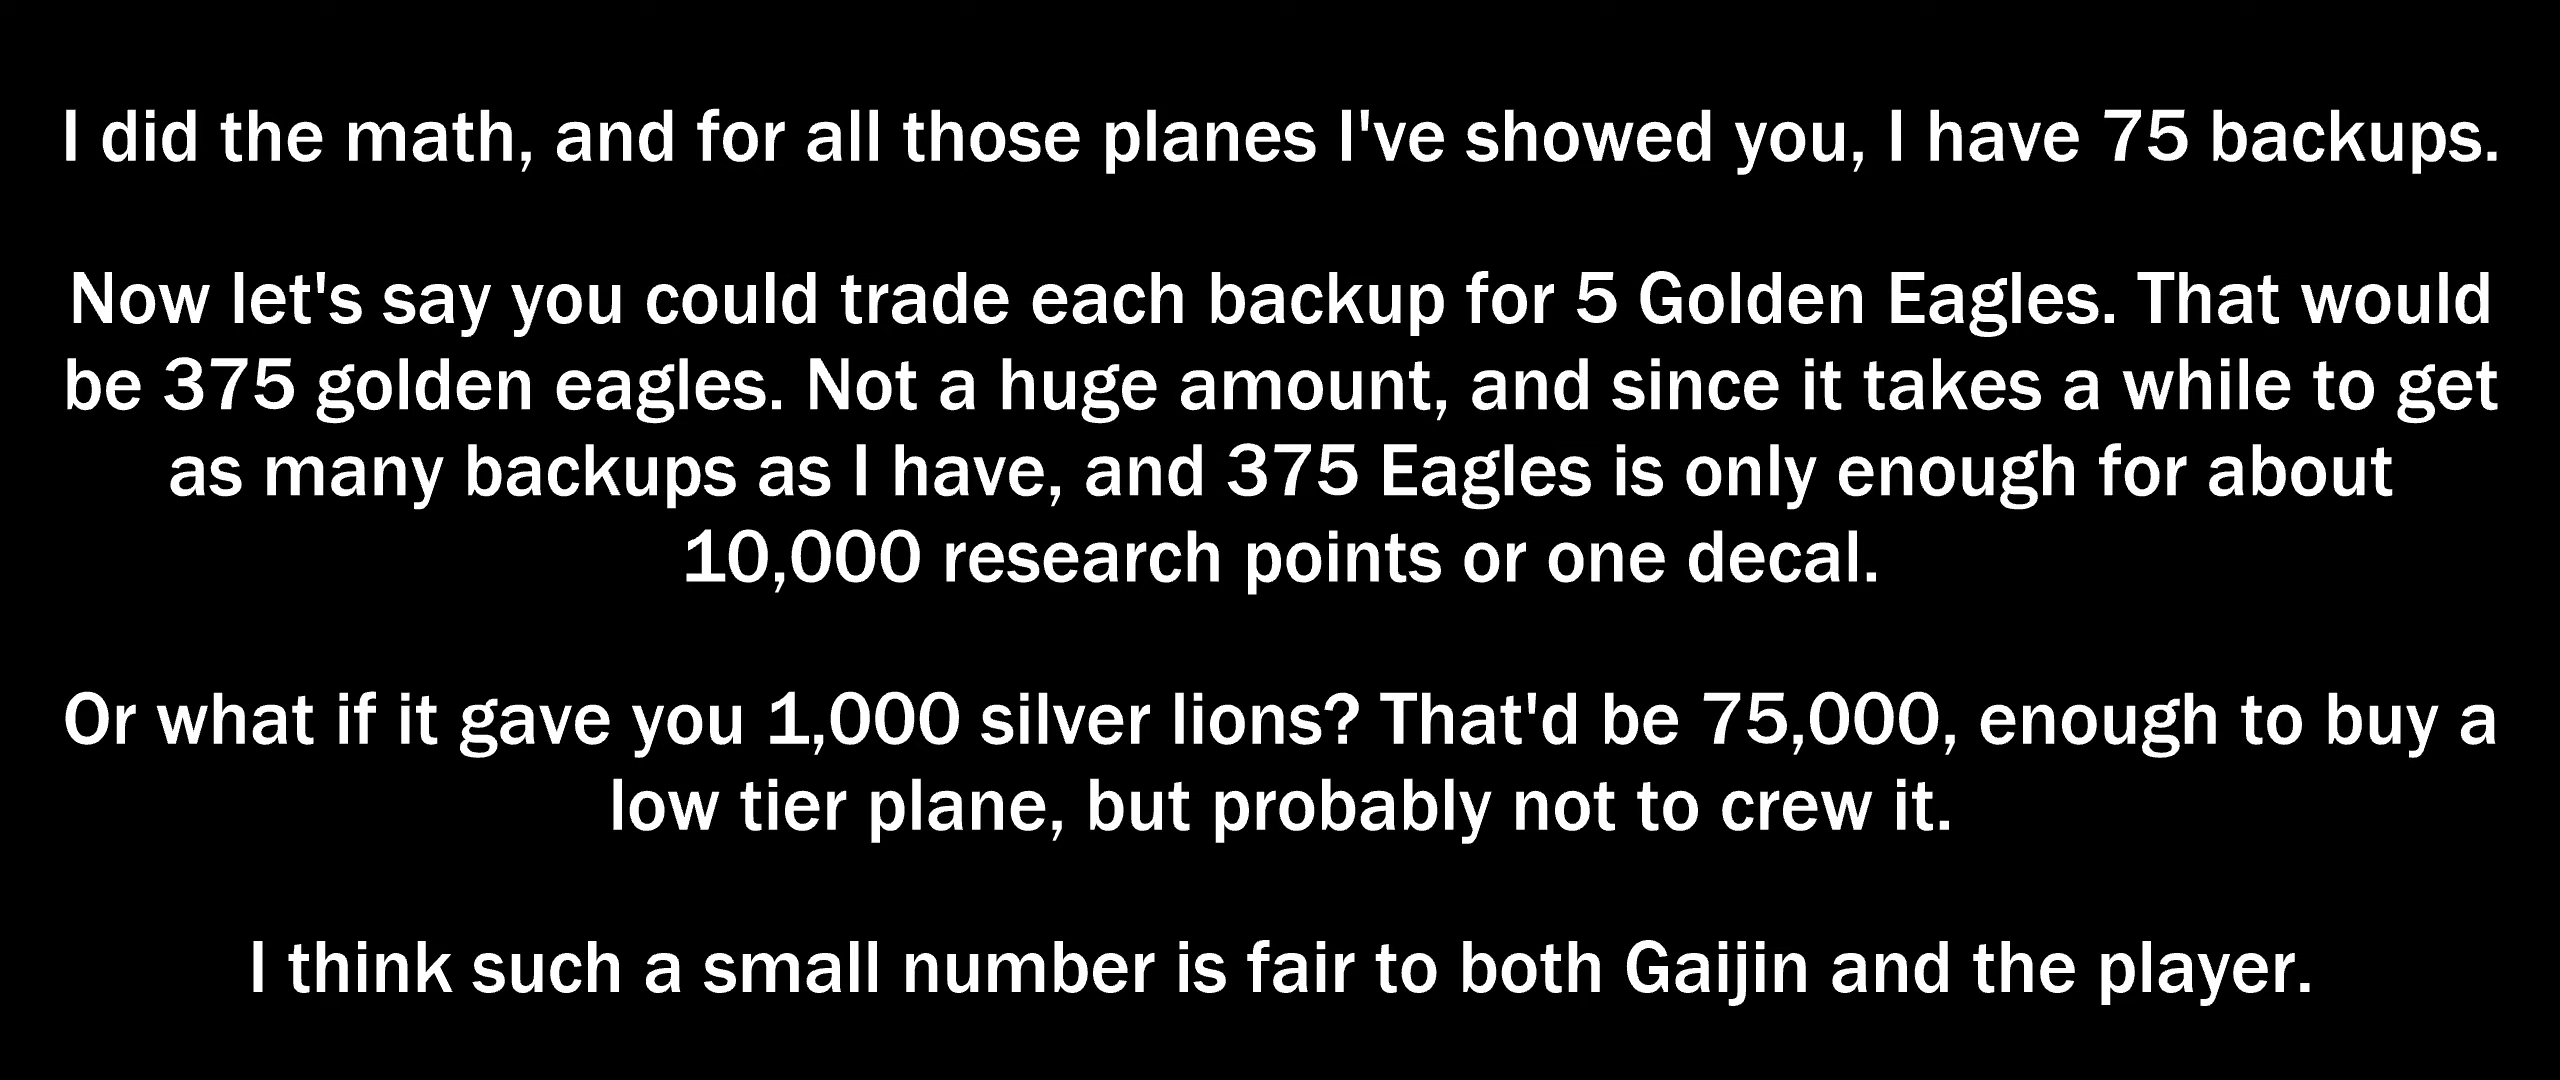 I did the math, and for all those planes I've showed you, I have 75 backups.
Now let's say you could trade each backup for 5 Golden Eagles. That would
be 375 golden eagles. Not a huge amount, and since it takes a while to get
as many backups as I have, and 375 Eagles is only enough for about
10,000 research points or one decal.
Or what if it gave you 1,000 silver lions? That'd be 75,000, enough to buy a
low tier plane, but probably not to crew it.
I think such a small number is fair to both Gaijin and the player.